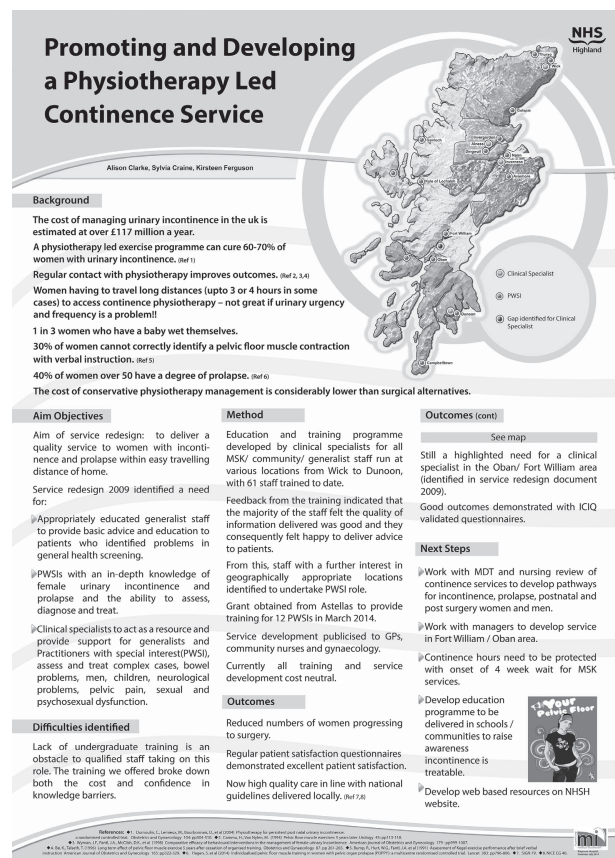 Promoting and Developing
a Physiotherapy Led
Continence Service
NHS
Highland
Alison Clarke, Sylvia Craine, Kirsteen Ferguson
Background
The cost of managing urinary incontinence in the uk is
estimated at over £117 million a year.
A physiotherapy led exercise programme can cure 60-70% of
women with urinary incontinence. (Ref 1)
Regular contact with physiotherapy improves outcomes. (Ref 2, 3,4)
Women having to travel long distances (upto 3 or 4 hours in some
cases) to access continence physiotherapy – not great if urinary urgency
and frequency is a problem!!
1 in 3 women who have a baby wet themselves.
30% of women cannot correctly identify a pelvic floor muscle contraction
with verbal instruction. (Ref 5)
40% of women over 50 have a degree of prolapse. (Ref 6)
The cost of conservative physiotherapy management is considerably lower than surgical alternatives.
Thurso
Wick
Golspie
Invergordon
Alness
Dingwall
Nairn
Inverness
Aviemore
Kyle of Lochalsh
Fort William
Oban
Dunoon
Campbeltown
Clinical Specialist
PWSI
Gap identified for Clinical
Specialist
Aim Objectives
Aim of service redesign: to deliver a
quality service to women with inconti-
nence and prolapse within easy travelling
distance of home.
Service redesign 2009 identified a need
for:
Appropriately educated generalist staff
to provide basic advice and education to
patients who identified problems in
general health screening.
PWSIs with an in-depth knowledge of
female urinary incontinence and
prolapse and the ability to assess,
diagnose and treat.
Clinical specialists to act as a resource and
provide support for generalists and
Practitioners with special interest(PWSI),
assess and treat complex cases, bowel
problems, men, children, neurological
problems, pelvic pain, sexual and
psychosexual dysfunction.
Difficulties identified
Lack of undergraduate training is an
obstacle to qualified staff taking on this
role. The training we offered broke down
both the cost and confidence in
knowledge barriers.
Method
Education and training programme
developed by clinical specialists for all
MSK/ community/ generalist staff run at
various locations from Wick to Dunoon,
with 61 staff trained to date.
Feedback from the training indicated that
the majority of the staff felt the quality of
information delivered was good and they
consequently felt happy to deliver advice
to patients.
From this, staff with a further interest in
geographically appropriate locations
identified to undertake PWSI role.
Grant obtained from Astellas to provide
training for 12 PWSIs in March 2014.
Service development publicised to GPs,
community nurses and gynaecology.
Currently all training and service
development cost neutral.
Outcomes
Reduced numbers of women progressing
to surgery.
Regular patient satisfaction questionnaires
demonstrated excellent patient satisfaction.
Now high quality care in line with national
guidelines delivered locally. (Ref 7,8)
Outcomes (cont)
See map
Still a highlighted need for a clinical
specialist in the Oban/ Fort William area
(identified in service redesign document
2009).
Good outcomes demonstrated with ICIQ
validated questionnaires.
Next Steps
Work with MDT and nursing review of
continence services to develop pathways
for incontinence, prolapse, postnatal and
post surgery women and men.
Work with managers to develop service
in Fort William / Oban area.
Continence hours need to be protected
with onset of 4 week wait for MSK
services.
Develop education
programme to be
delivered in schools /
communities to raise
awareness
incontinence is
treatable.
Your
Pelvic Floor
Develop web based resources on NHSH
website.
References:
mi